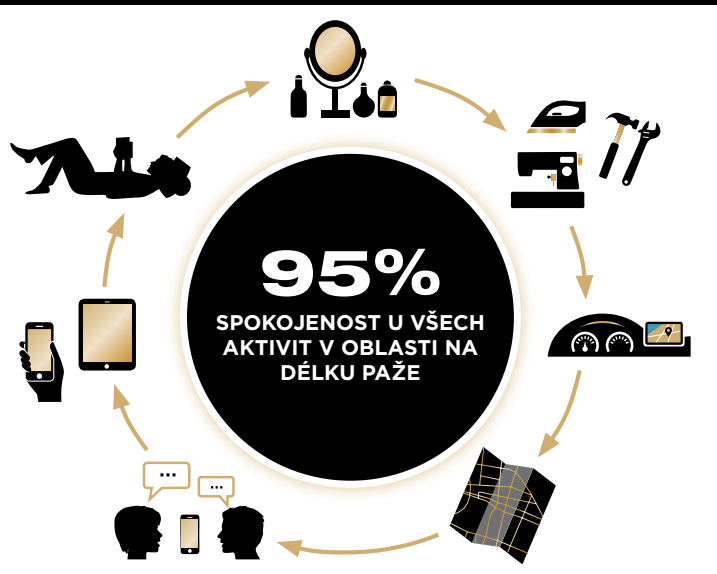 95%
SPOKOJENOST U VŠECH
AKTIVIT V OBLASTI NA
DÉLKU PAŽE
...
...